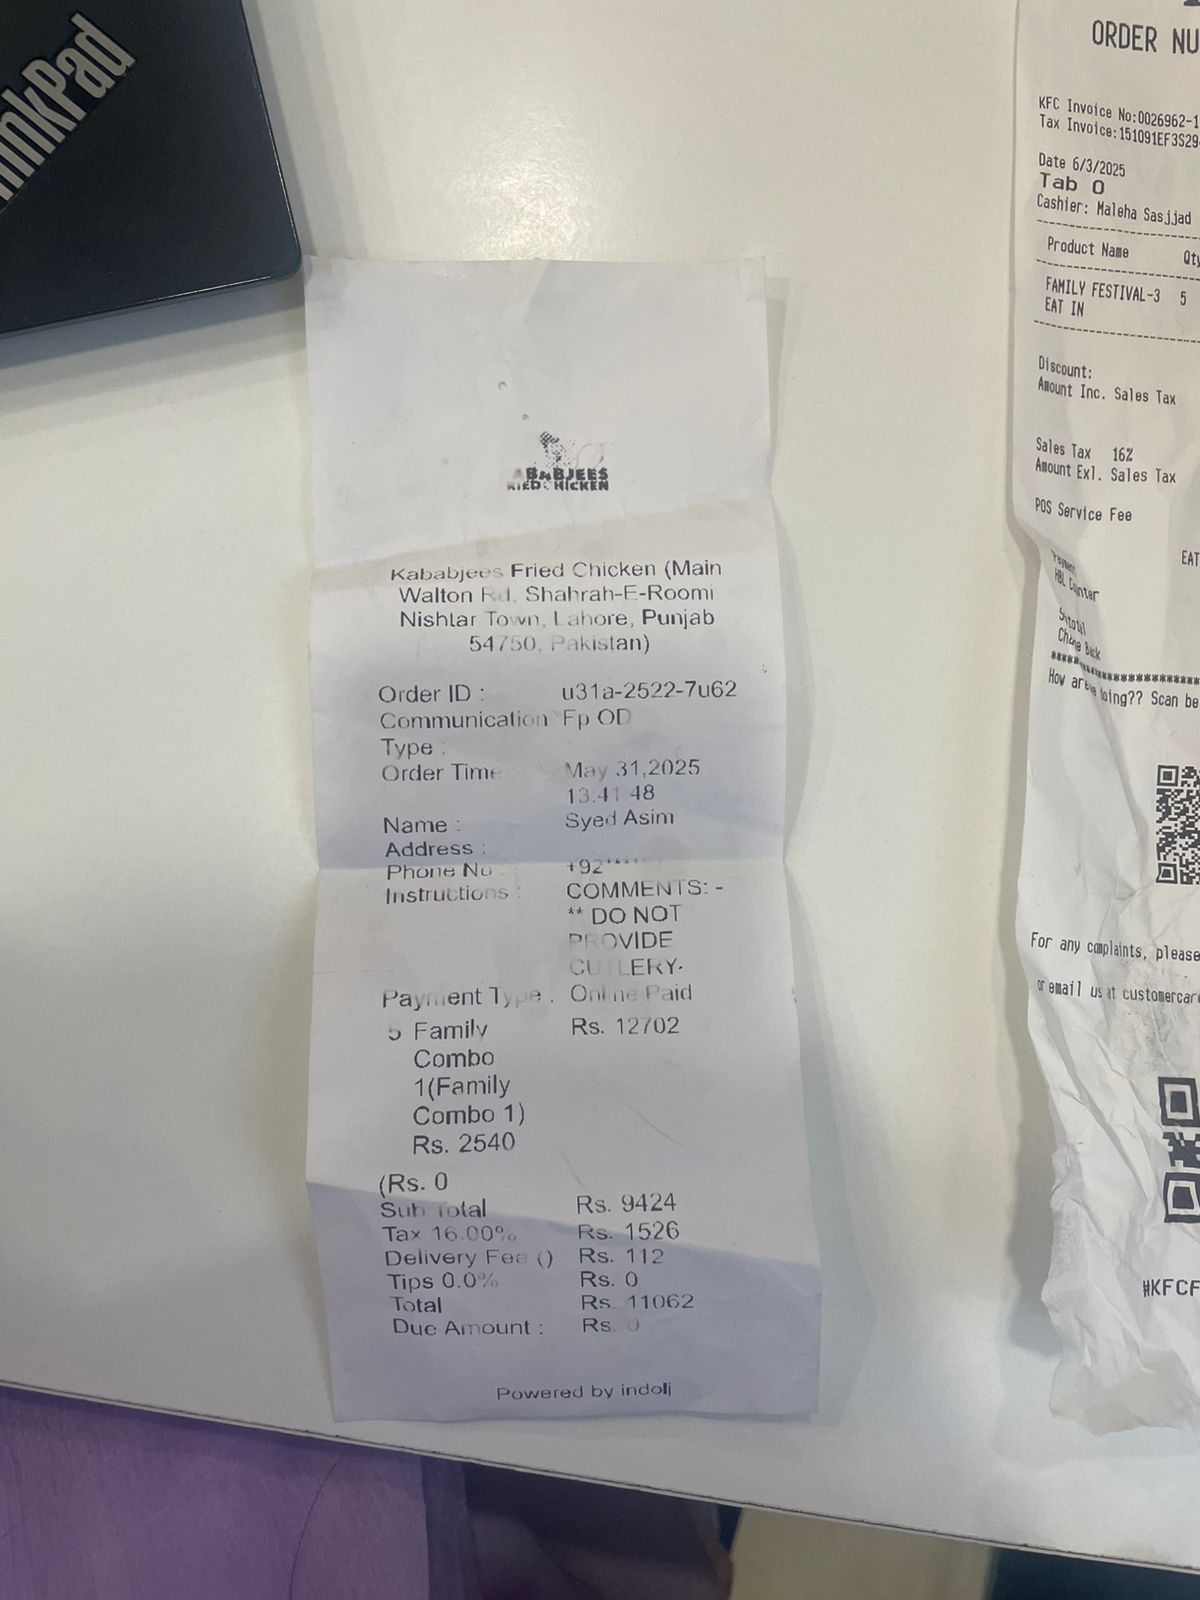 inkPad
KABABJEES
FRIED CHICKEN
Kababjees Fried Chicken (Main
Walton Rd, Shahrah-E-Roomi
Nishtar Town, Lahore, Punjab
54750, Pakistan)
Order ID : u31a-2522-7u62
Communication Fp OD
Type :
Order Time : May 31,2025
13:41:48
Name : Syed Asim
Address :
Phone No : +92
Instructions : COMMENTS: -
** DO NOT
PROVIDE
CUTLERY-
Payment Type : Online Paid
5 Family Rs. 12702
Combo
1(Family
Combo 1)
Rs. 2540
(Rs. 0
Sub Total Rs. 9424
Tax 16.00% Rs. 1526
Delivery Fee () Rs. 112
Tips 0.0% Rs. 0
Total Rs. 11062
Due Amount : Rs. 0
Powered by indolj
ORDER NU
KFC Invoice No:0026962-1
Tax Invoice:151091EF3S29
Date 6/3/2025
Tab 0
Cashier: Maleha Sasjjad
Product Name Qty
FAMILY FESTIVAL-3 5
EAT IN
Discount:
Amount Inc. Sales Tax
Sales Tax 16%
Amount Exl. Sales Tax
POS Service Fee
EAT
Payment
HBL Counter
Subtotal
Change Back
How are doing?? Scan be
For any complaints, please
or email us at customercare
#KFCF